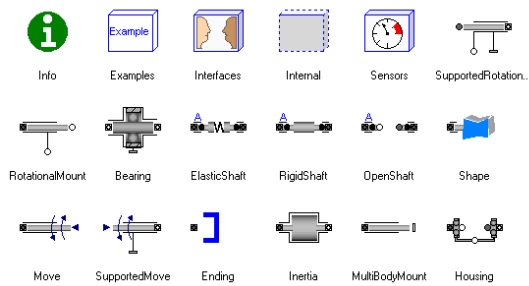 Example
Info
Examples
Interfaces
Internal
Sensors
SupportedRotation...
A
A
A
RotationalMount
Bearing
ElasticShaft
RigidShaft
OpenShaft
Shape
Move
SupportedMove
Ending
Inertia
MultiBodyMount
Housing